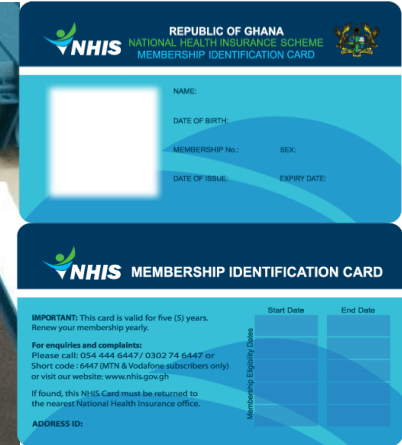 NHIS
REPUBLIC OF GHANA
NATIONAL HEALTH INSURANCE SCHEME
MEMBERSHIP IDENTIFICATION CARD
NAME:
DATE OF BIRTH:
MEMBERSHIP No.: SEX:
DATE OF ISSUE: EXPIRY DATE:
NHIS MEMBERSHIP IDENTIFICATION CARD
IMPORTANT: This card is valid for five (5) years.
Renew your membership yearly.
For enquiries and complaints:
Please call: 054 444 6447/ 0302 74 6447 or
Short code : 6447 (MTN & Vodafone subscribers only)
or visit our website: www.nhis.gov.gh
If found, this NHIS Card must be returned to
the nearest National Health Insurance office.
ADDRESS ID:
Membership Eligibility Dates
Start Date End Date